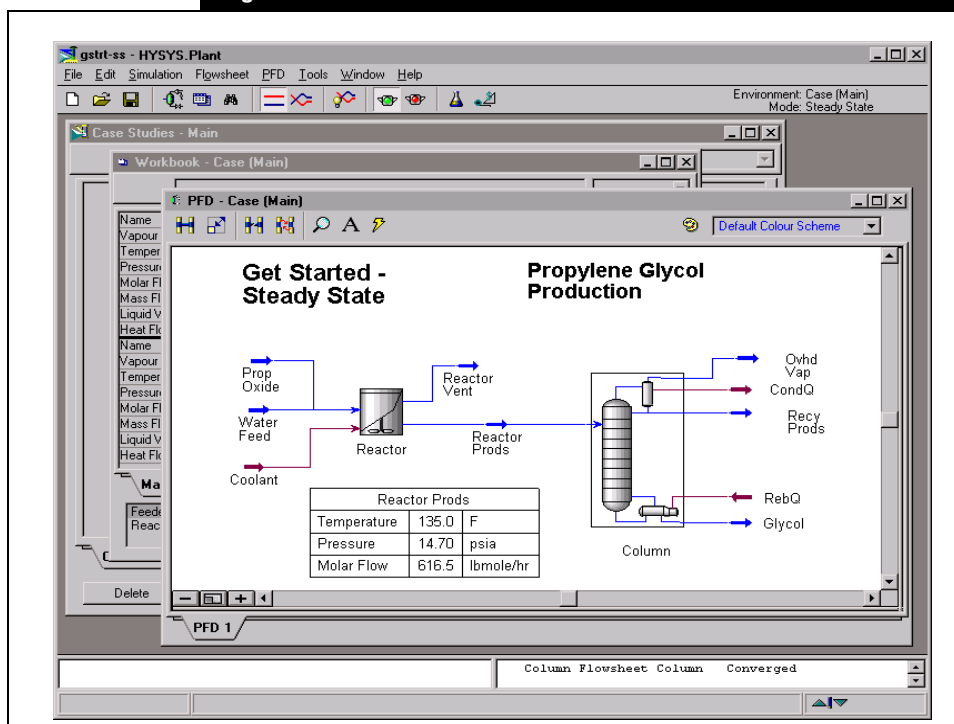 gstrt-ss - HYSYS.Plant
File Edit Simulation Flowsheet PFD Tools Window Help
Environment: Case (Main)
Mode: Steady State
Case Studies - Main
Workbook - Case (Main)
PFD - Case (Main)
Default Colour Scheme
Name
Vapour
Temper
Pressur
Molar Fl
Mass Fl
Liquid V
Heat Flo
Name
Vapour
Temper
Pressur
Molar Fl
Mass Fl
Liquid V
Heat Flo
Ma
Feede
Reac
Delete
Get Started -
Steady State
Propylene Glycol
Production
Prop
Oxide
Water
Feed
Coolant
Reactor
Reactor
Vent
Reactor
Prods
Ovhd
Vap
CondQ
Recy
Prods
RebQ
Glycol
Column
Reactor Prods
Temperature 135.0 F
Pressure 14.70 psia
Molar Flow 616.5 lbmole/hr
PFD 1
Column Flowsheet Column Converged